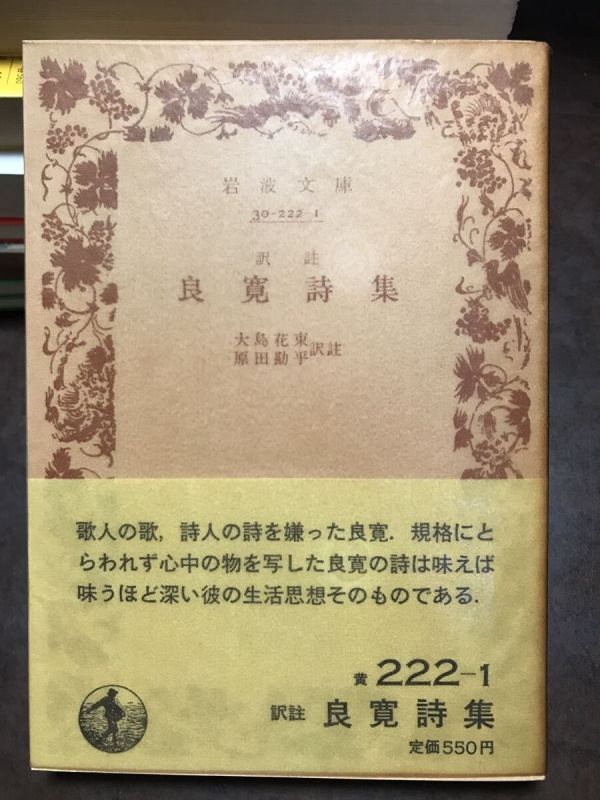 岩波文庫
30-222-1
訳註
良寛詩集
大島花東
原田勘平訳註
歌人の歌，詩人の詩を嫌った良寛．規格にと
らわれず心中の物を写した良寛の詩は味えば
味うほど深い彼の生活思想そのものである．
黄 222-1
訳註 良寛詩集
定価550円